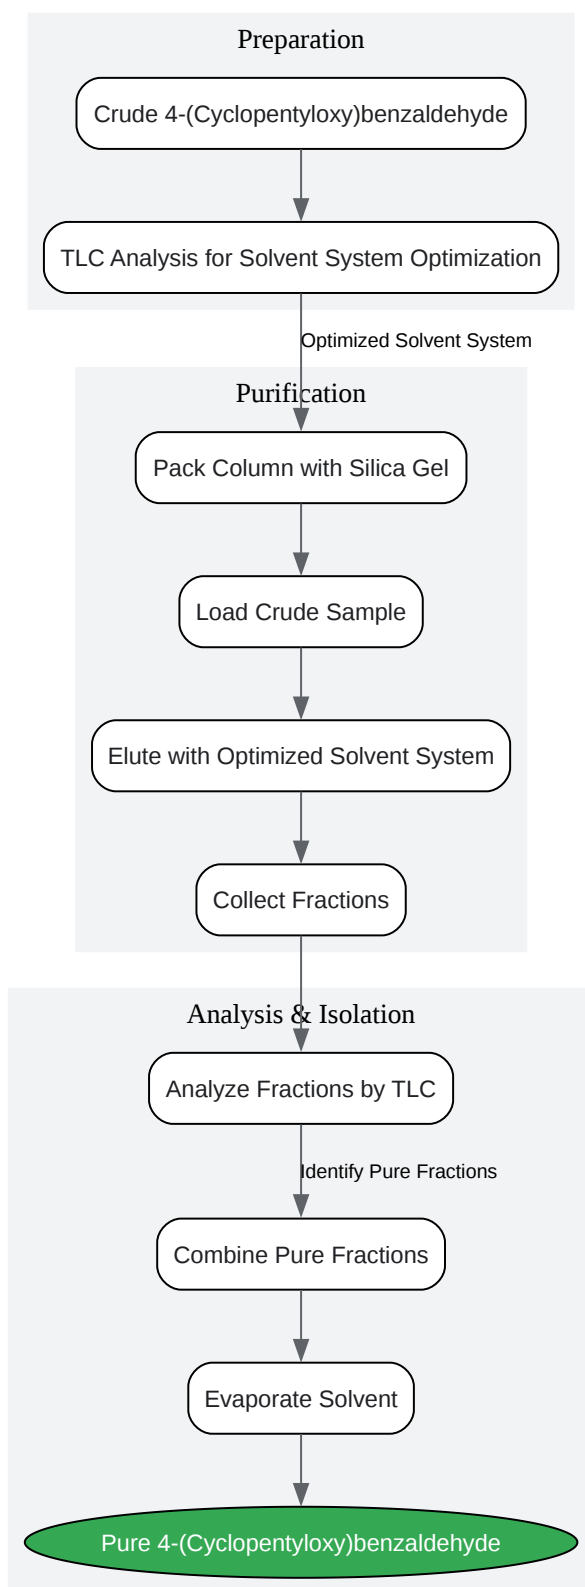 Preparation
Crude 4-(Cyclopentyloxy)benzaldehyde
TLC Analysis for Solvent System Optimization
Optimized Solvent System
Purification
Pack Column with Silica Gel
Load Crude Sample
Elute with Optimized Solvent System
Collect Fractions
Analysis & Isolation
Analyze Fractions by TLC
Identify Pure Fractions
Combine Pure Fractions
Evaporate Solvent
Pure 4-(Cyclopentyloxy)benzaldehyde